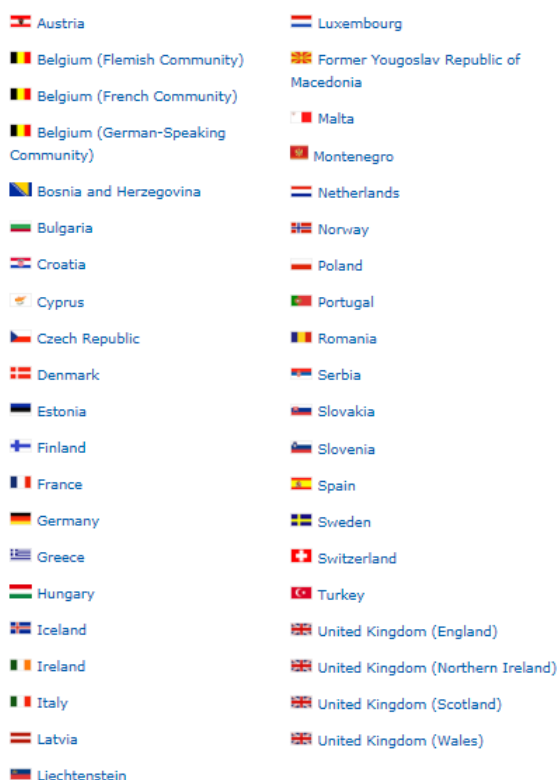 Austria
Belgium (Flemish Community)
Belgium (French Community)
Belgium (German-Speaking
Community)
Bosnia and Herzegovina
Bulgaria
Croatia
Cyprus
Czech Republic
Denmark
Estonia
Finland
France
Germany
Greece
Hungary
Iceland
Ireland
Italy
Latvia
Liechtenstein
Luxembourg
Former Yougoslav Republic of
Macedonia
Malta
Montenegro
Netherlands
Norway
Poland
Portugal
Romania
Serbia
Slovakia
Slovenia
Spain
Sweden
Switzerland
Turkey
United Kingdom (England)
United Kingdom (Northern Ireland)
United Kingdom (Scotland)
United Kingdom (Wales)